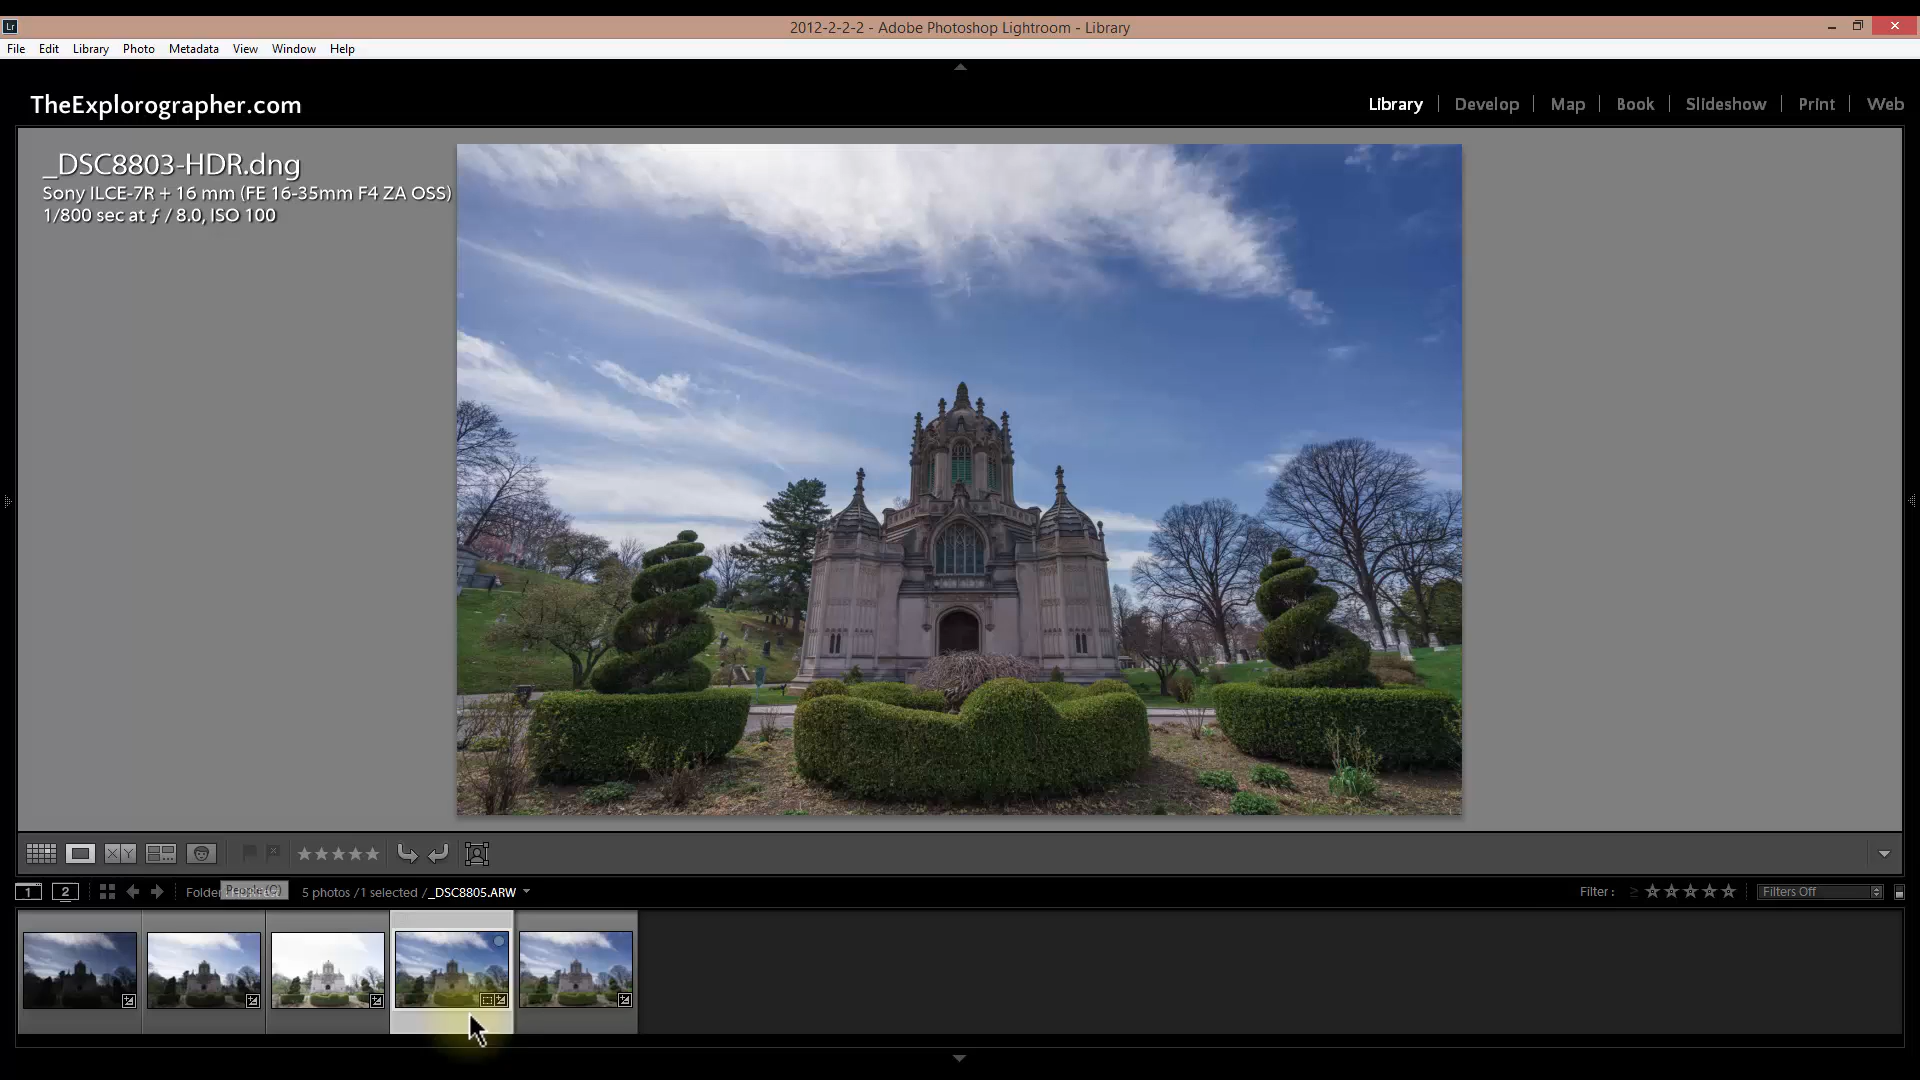 Lr
2012-2-2-2 - Adobe Photoshop Lightroom - Library
File Edit Library Photo Metadata View Window Help
TheExplorographer.com
Library Develop Map Book Slideshow Print Web
_DSC8803-HDR.dng
Sony ILCE-7R + 16 mm (FE 16-35mm F4 ZA OSS)
1/800 sec at ƒ / 8.0, ISO 100
X Y
1 2 Folder People (O) 5 photos / 1 selected / _DSC8805.ARW Filter : ≥ Filters Off